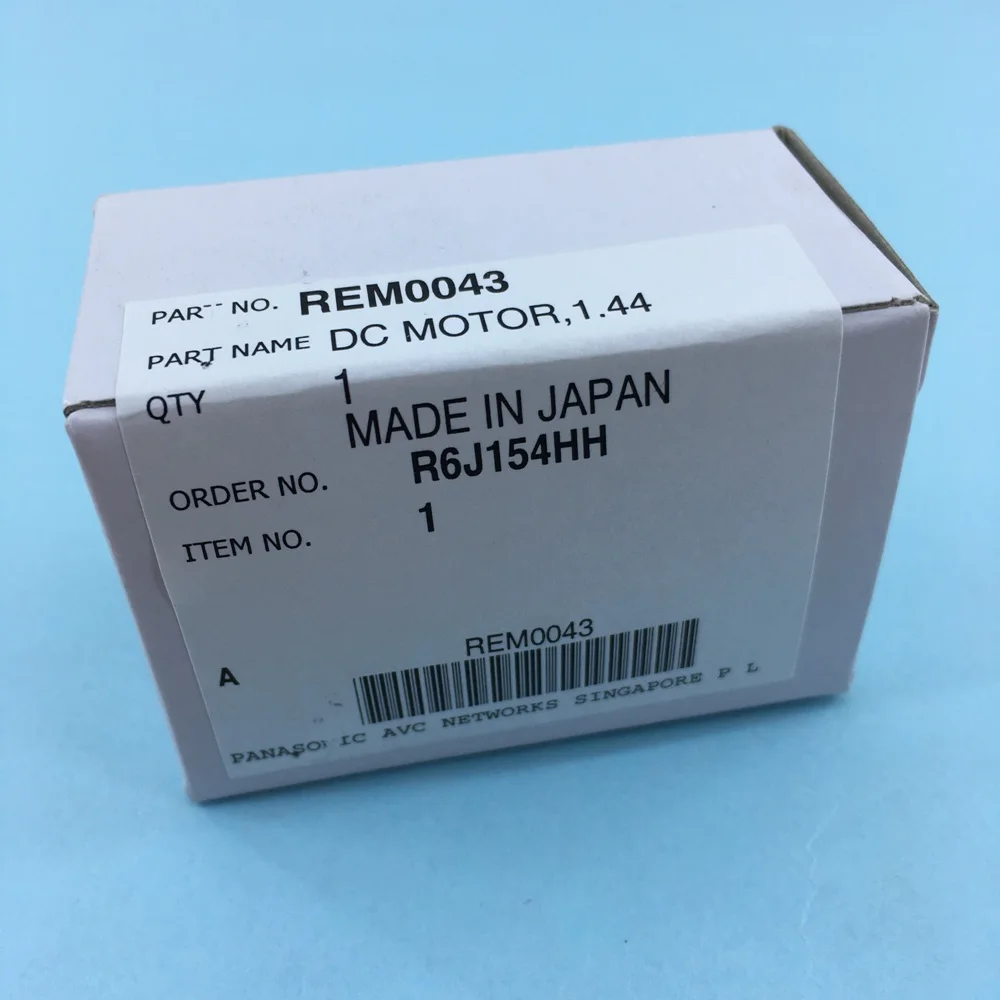 PART NO. REM0043
PART NAME DC MOTOR,1.44
QTY 1
MADE IN JAPAN
ORDER NO. R6J154HH
ITEM NO. 1
REM0043
A
PANASONIC AVC NETWORKS SINGAPORE P L